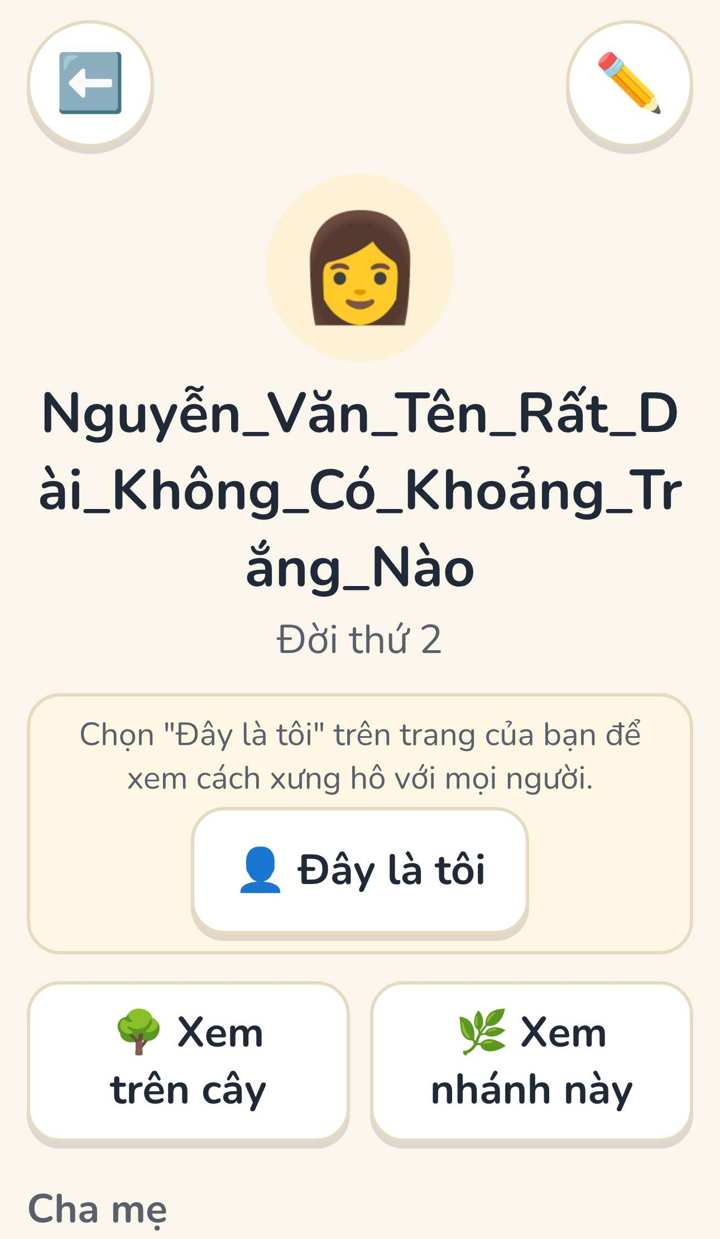 Nguyễn_Văn_Tên_Rất_D
ài_Không_Có_Khoảng_Tr
ắng_Nào
Đời thứ 2
Chọn "Đây là tôi" trên trang của bạn để
xem cách xưng hô với mọi người.
Đây là tôi
Xem
trên cây
Xem
nhánh này
Cha mẹ